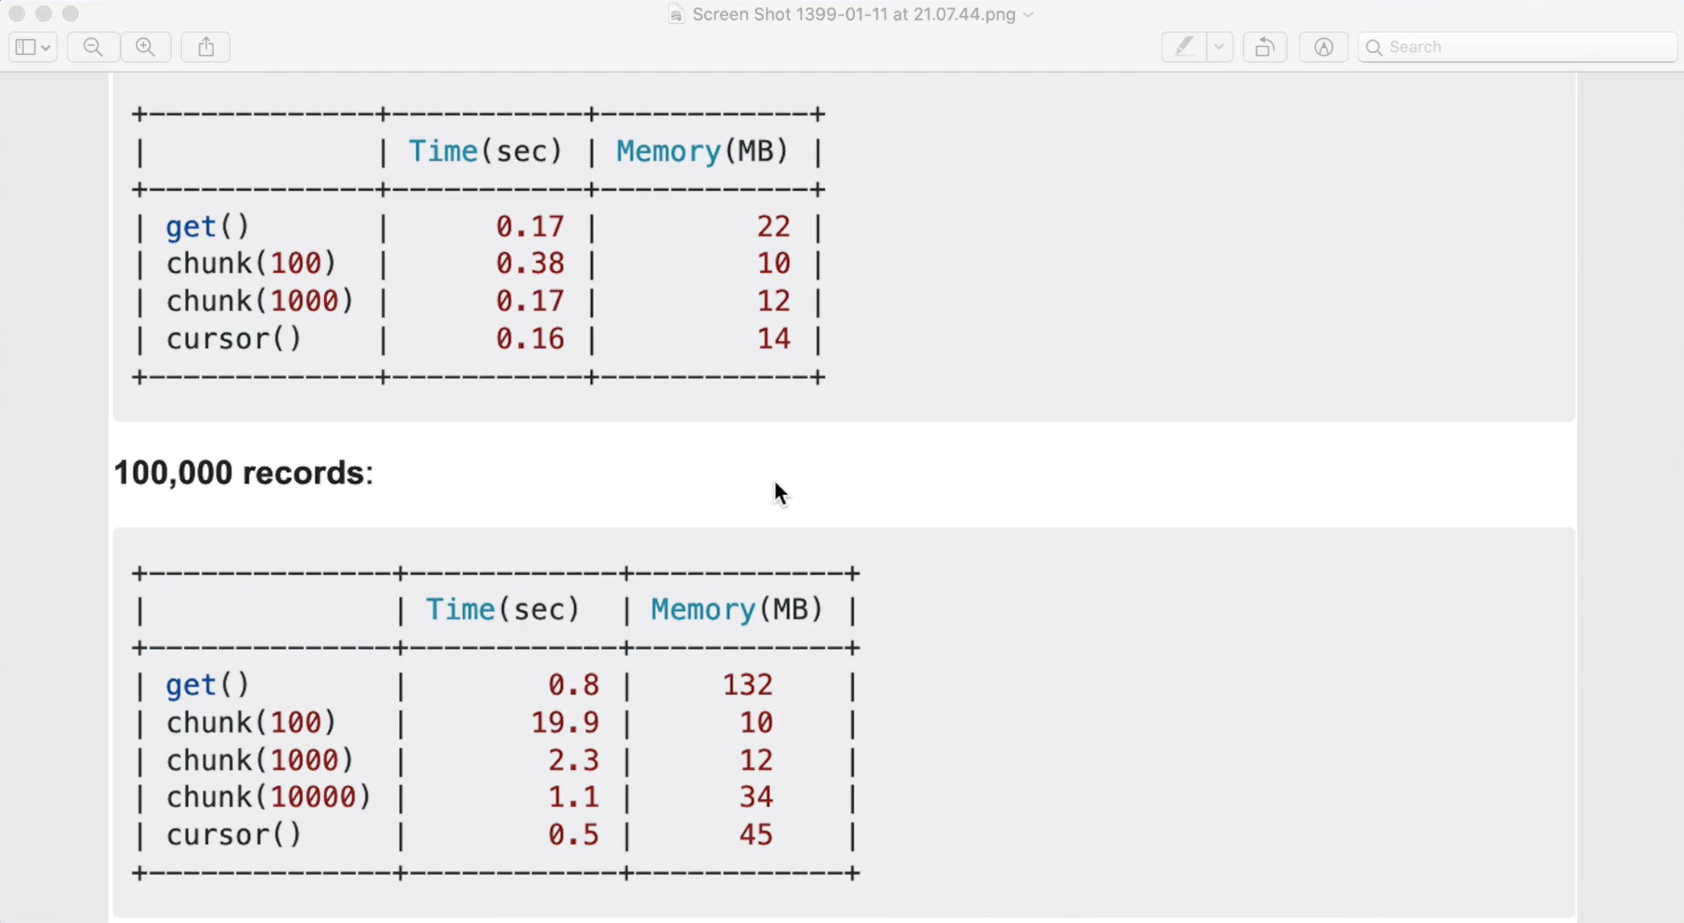 Screen Shot 1399-01-11 at 21.07.44.png
Search
+-------------+-----------+------------+
|             | Time(sec) | Memory(MB) |
+-------------+-----------+------------+
| get()       |      0.17 |         22 |
| chunk(100)  |      0.38 |         10 |
| chunk(1000) |      0.17 |         12 |
| cursor()    |      0.16 |         14 |
+-------------+-----------+------------+
100,000 records:
+--------------+------------+------------+
|              | Time(sec)  | Memory(MB) |
+--------------+------------+------------+
| get()        |        0.8 |     132    |
| chunk(100)   |       19.9 |      10    |
| chunk(1000)  |        2.3 |      12    |
| chunk(10000) |        1.1 |      34    |
| cursor()     |        0.5 |      45    |
+--------------+------------+------------+